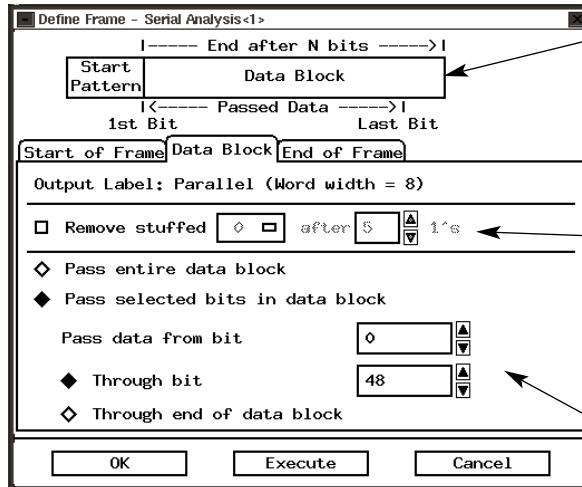 Define Frame - Serial Analysis<1>
|----- End after N bits ----->|
Start Pattern
Data Block
|<----- Passed Data ----->|
1st Bit Last Bit
Start of Frame Data Block End of Frame
Output Label: Parallel (Word width = 8)
Remove stuffed 0 after 5 1^s
Pass entire data block
Pass selected bits in data block
Pass data from bit 0
Through bit 48
Through end of data block
OK Execute Cancel